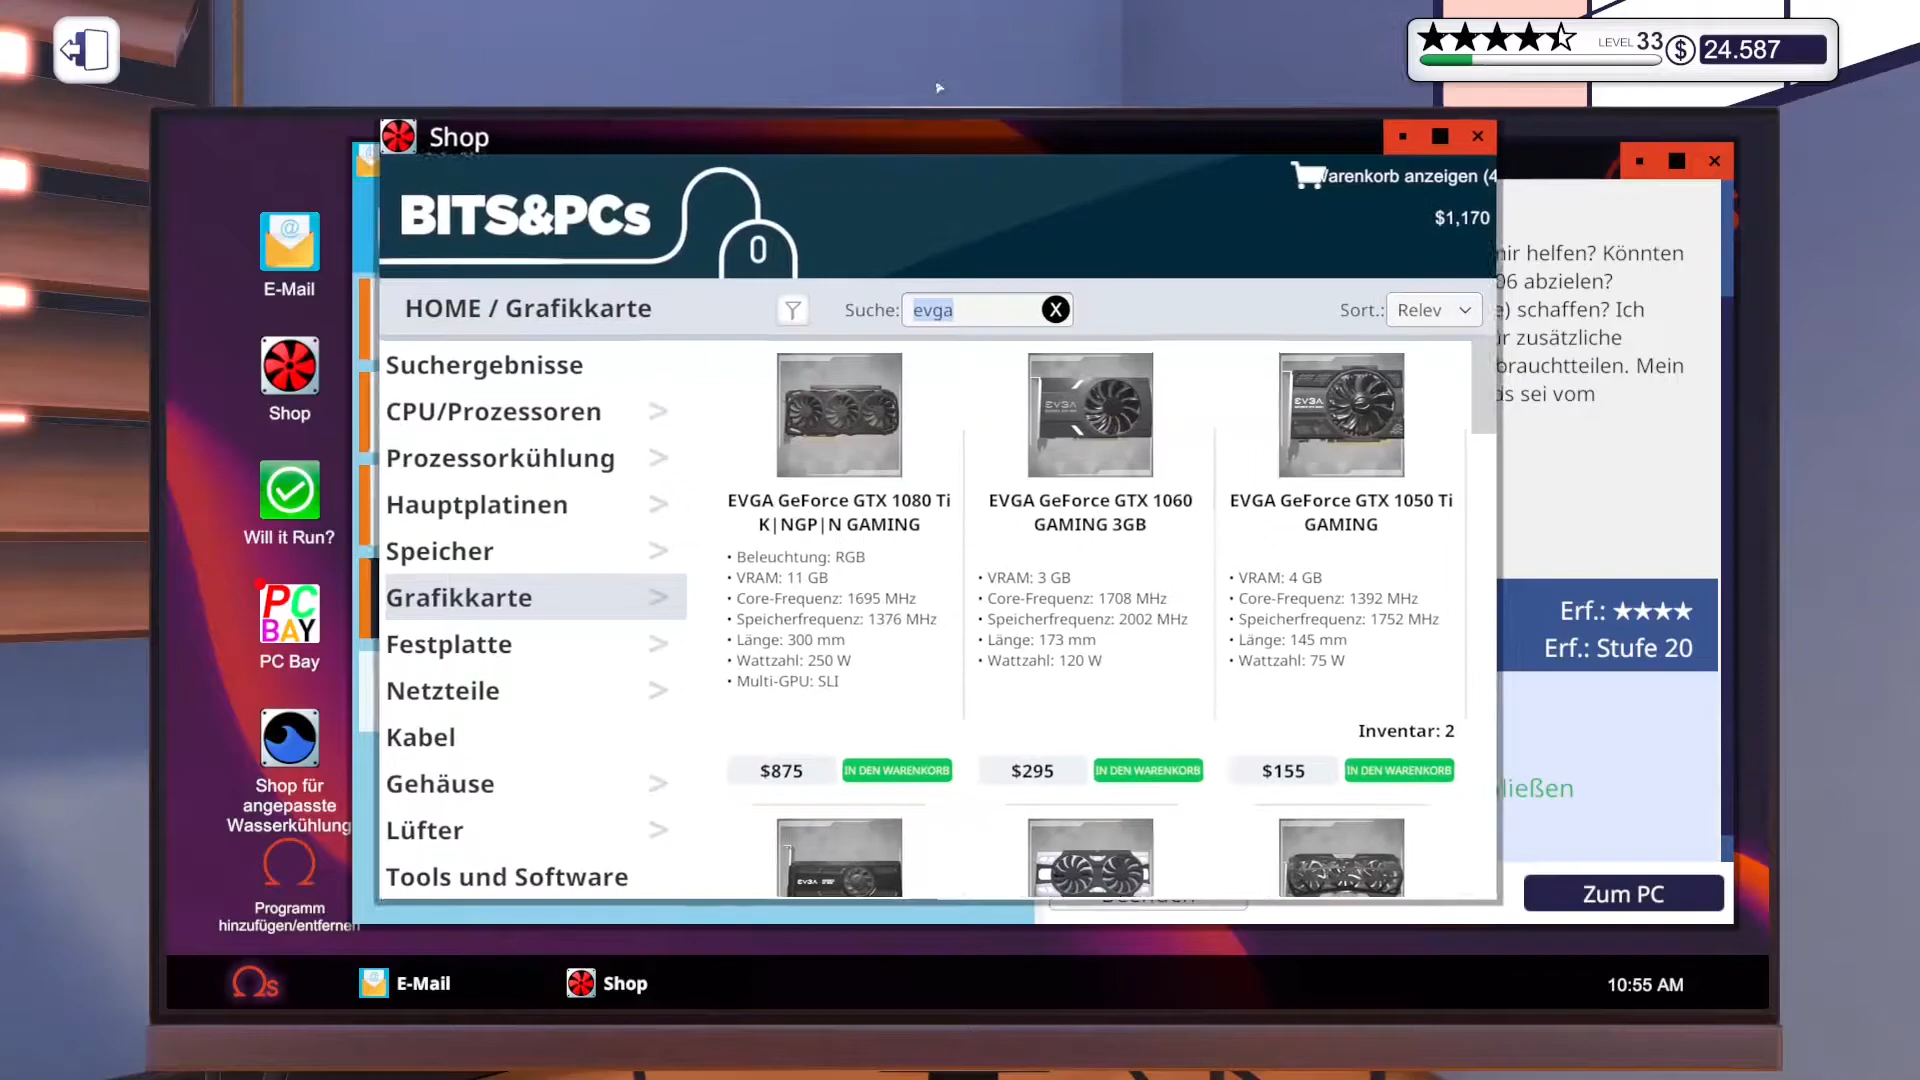 LEVEL 33
$ 24.587
Shop
BITS&PCs
arenkorb anzeigen (4
$1,170
HOME / Grafikkarte
Suche: evga X
Sort.: Relev
Suchergebnisse
CPU/Prozessoren >
Prozessorkühlung >
Hauptplatinen >
Speicher >
Grafikkarte >
Festplatte >
Netzteile >
Kabel
Gehäuse >
Lüfter >
Tools und Software
EVGA GeForce GTX 1080 Ti
K|NGP|N GAMING
• Beleuchtung: RGB
• VRAM: 11 GB
• Core-Frequenz: 1695 MHz
• Speicherfrequenz: 1376 MHz
• Länge: 300 mm
• Wattzahl: 250 W
• Multi-GPU: SLI
$875 IN DEN WARENKORB
EVGA
EVGA GeForce GTX 1060
GAMING 3GB
• VRAM: 3 GB
• Core-Frequenz: 1708 MHz
• Speicherfrequenz: 2002 MHz
• Länge: 173 mm
• Wattzahl: 120 W
$295 IN DEN WARENKORB
EVGA
EVGA GeForce GTX 1050 Ti
GAMING
• VRAM: 4 GB
• Core-Frequenz: 1392 MHz
• Speicherfrequenz: 1752 MHz
• Länge: 145 mm
• Wattzahl: 75 W
Inventar: 2
$155 IN DEN WARENKORB
EVGA
mir helfen? Könnten
06 abzielen?
e) schaffen? Ich
zusätzliche
brauchtteilen. Mein
as sei vom
Erf.: ★★★★
Erf.: Stufe 20
ließen
Zum PC
E-Mail
Shop
Will it Run?
PC
BAY
PC Bay
Shop für
angepasste
Wasserkühlung
Programm
hinzufügen/entfernen
Ωs
E-Mail
Shop
10:55 AM